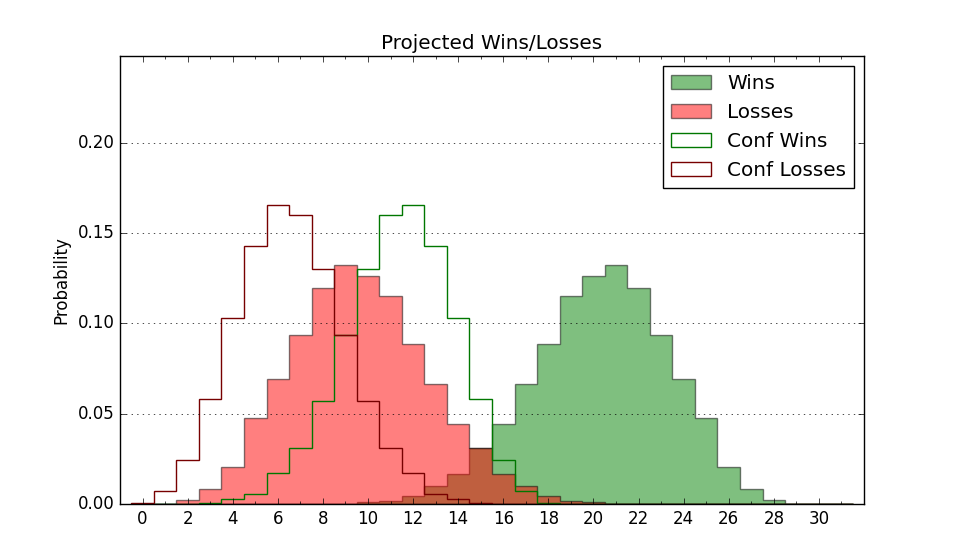 Projected Wins/Losses
Wins
Losses
Conf Wins
Conf Losses
Probability
0.20
0.15
0.10
0.05
0.00
0 2 4 6 8 10 12 14 16 18 20 22 24 26 28 30